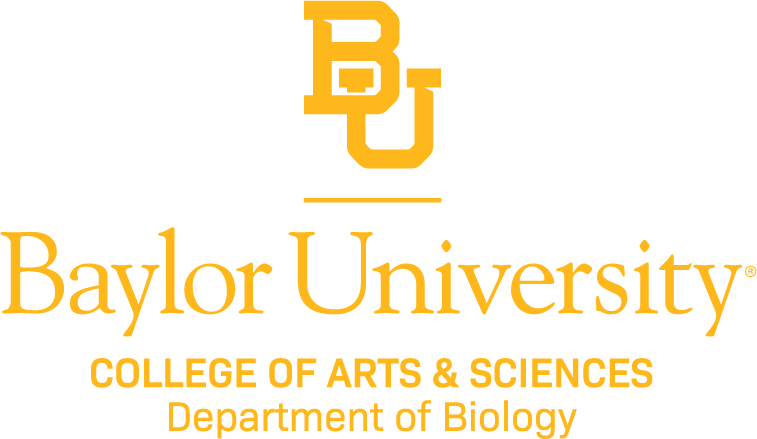 BU
Baylor University®
COLLEGE OF ARTS & SCIENCES
Department of Biology